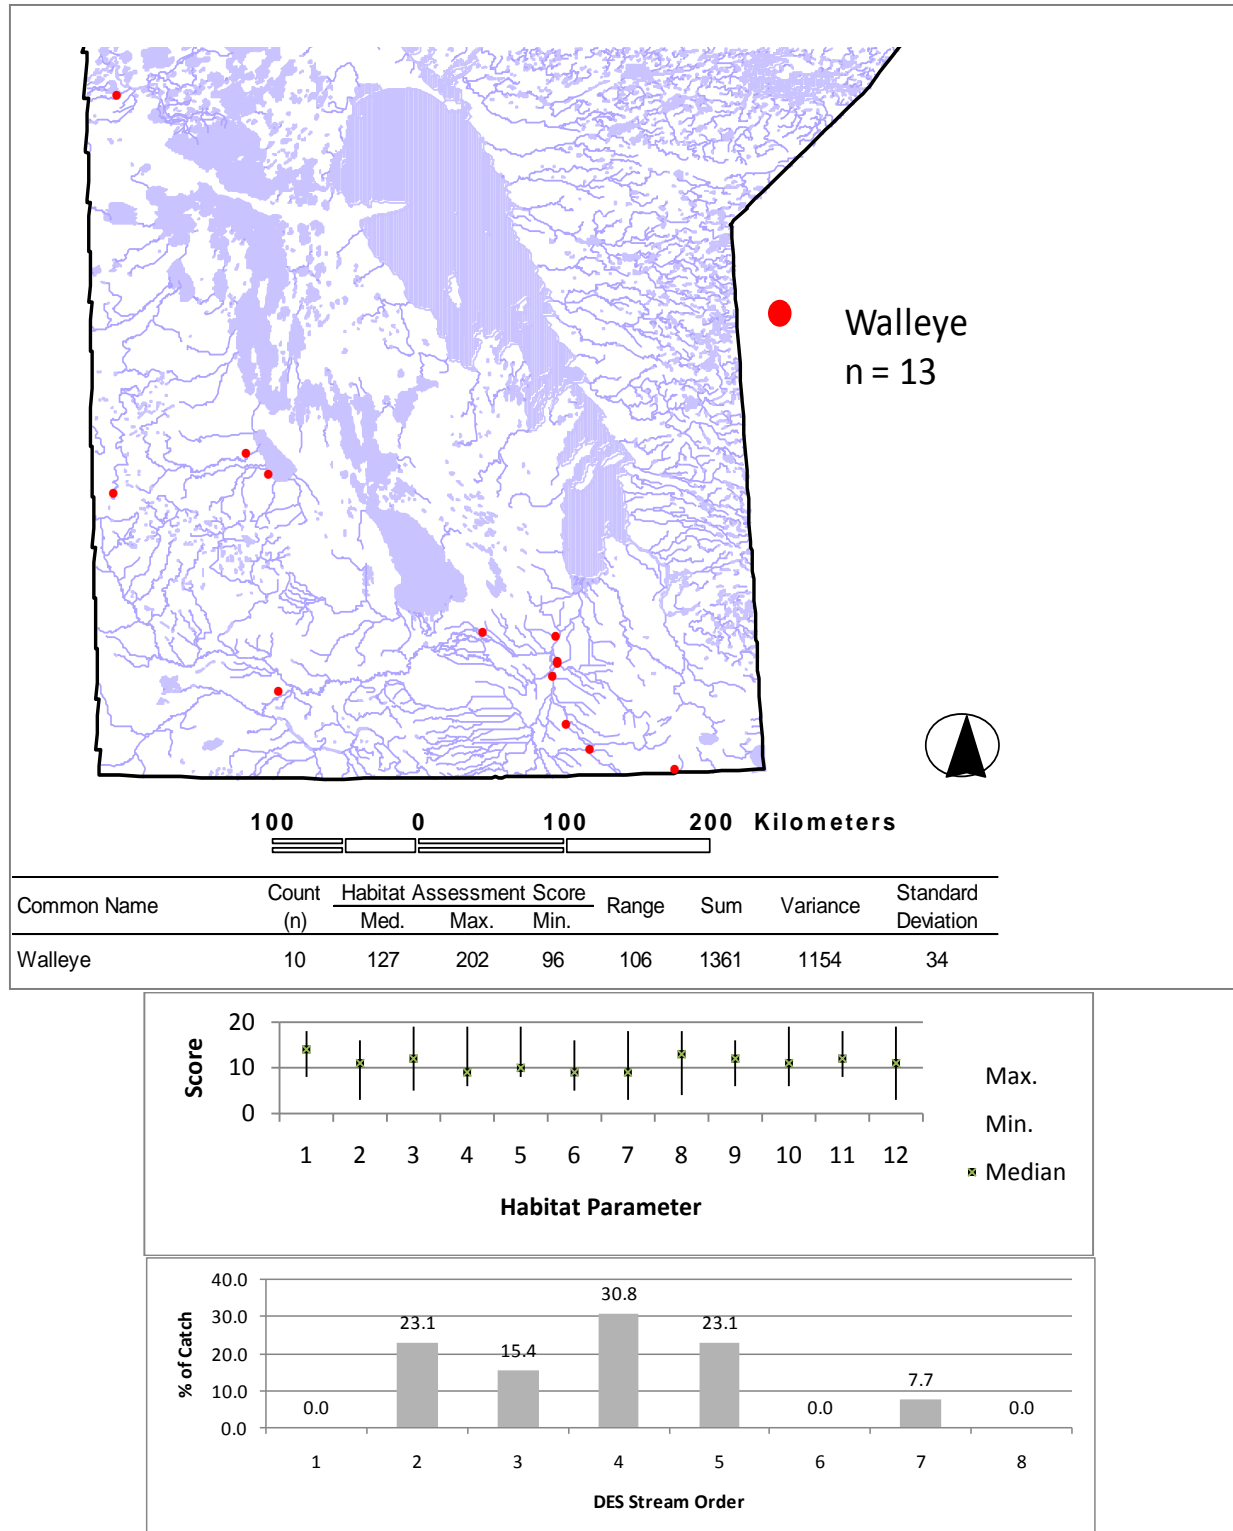 Walleye
n = 13
100 0 100 200 Kilometers
Common Name Count (n) Habitat Assessment Score Range Sum Variance Standard Deviation
Med. Max. Min.
Walleye 10 127 202 96 106 1361 1154 34
Score
20
10
0
1 2 3 4 5 6 7 8 9 10 11 12
Habitat Parameter
Max.
Min.
Median
% of Catch
40.0
30.0
20.0
10.0
0.0
0.0 23.1 15.4 30.8 23.1 0.0 7.7 0.0
1 2 3 4 5 6 7 8
DES Stream Order